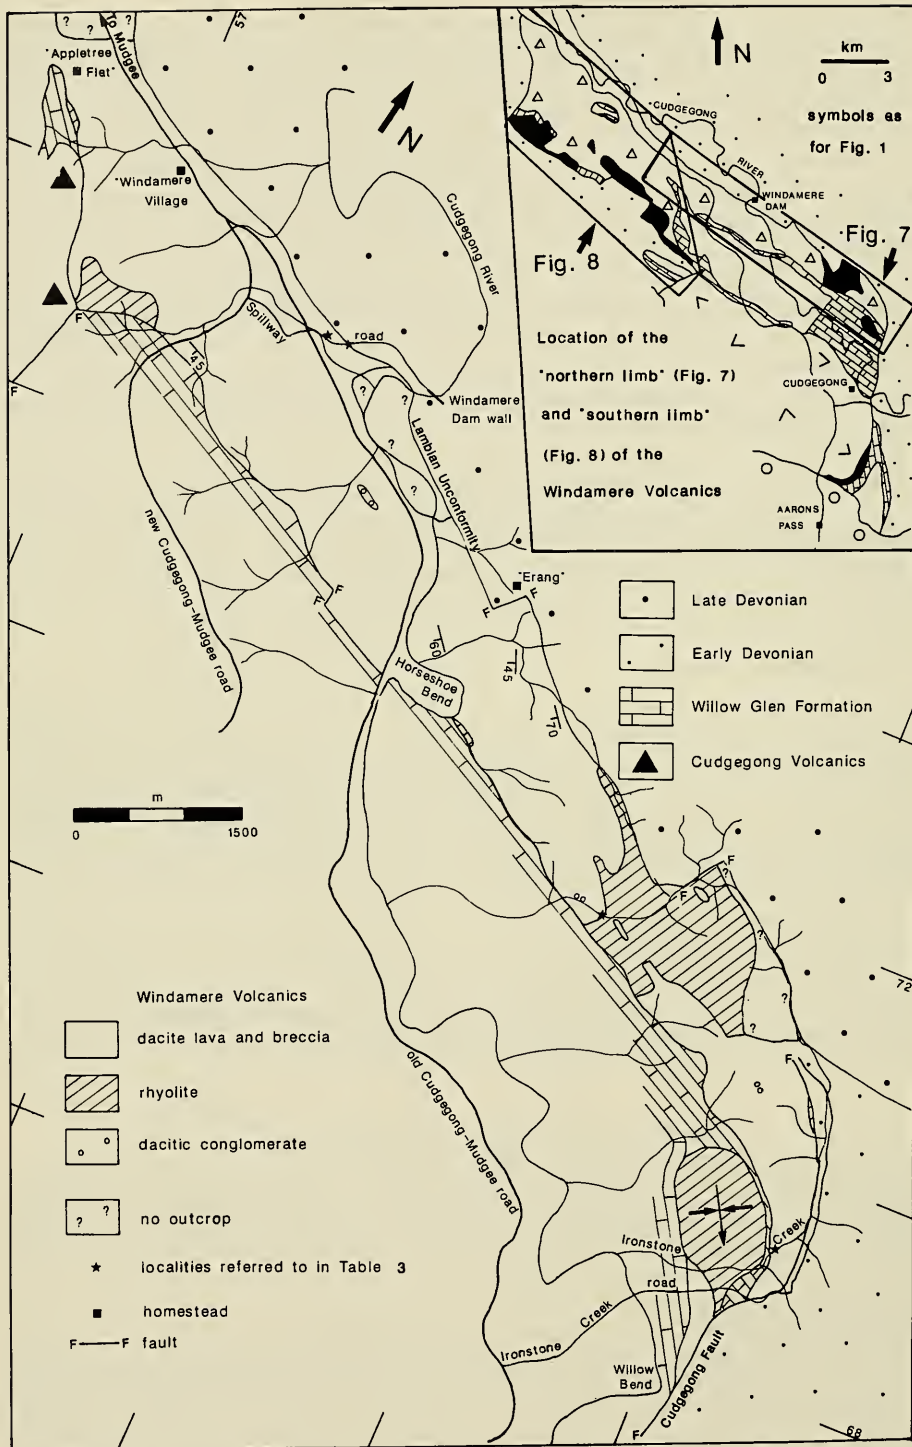 57
?
?
?
To Mudgee
"Appletree
Flat"
N
"Windamere
Village
Cudgegong River
F
F
45
Spillway
road
Windamere
Dam wall
?
?
?
?
Lambian Unconformity
new Cudgegong-Mudgee road
"Erang"
F
F
F
F
60
45
70
Horseshoe
Bend
m
0
1500
N
km
0
3
symbols as
for Fig. 1
CUDGEGONG
RIVER
WINDAMERE
DAM
Fig. 7
Fig. 8
Location of the
"northern limb" (Fig. 7)
and "southern limb"
(Fig. 8) of the
Windamere Volcanics
CUDGEGONG
AARONS
PASS
Late Devonian
Early Devonian
Willow Glen Formation
Cudgegong Volcanics
F
F
?
?
?
?
72
F
Windamere Volcanics
dacite lava and breccia
rhyolite
dacitic conglomerate
? ?
no outcrop
localities referred to in Table 3
homestead
F F fault
old Cudgegong-Mudgee road
Ironstone Creek
Ironstone Creek road
Willow
Bend
Cudgegong Fault
F
68